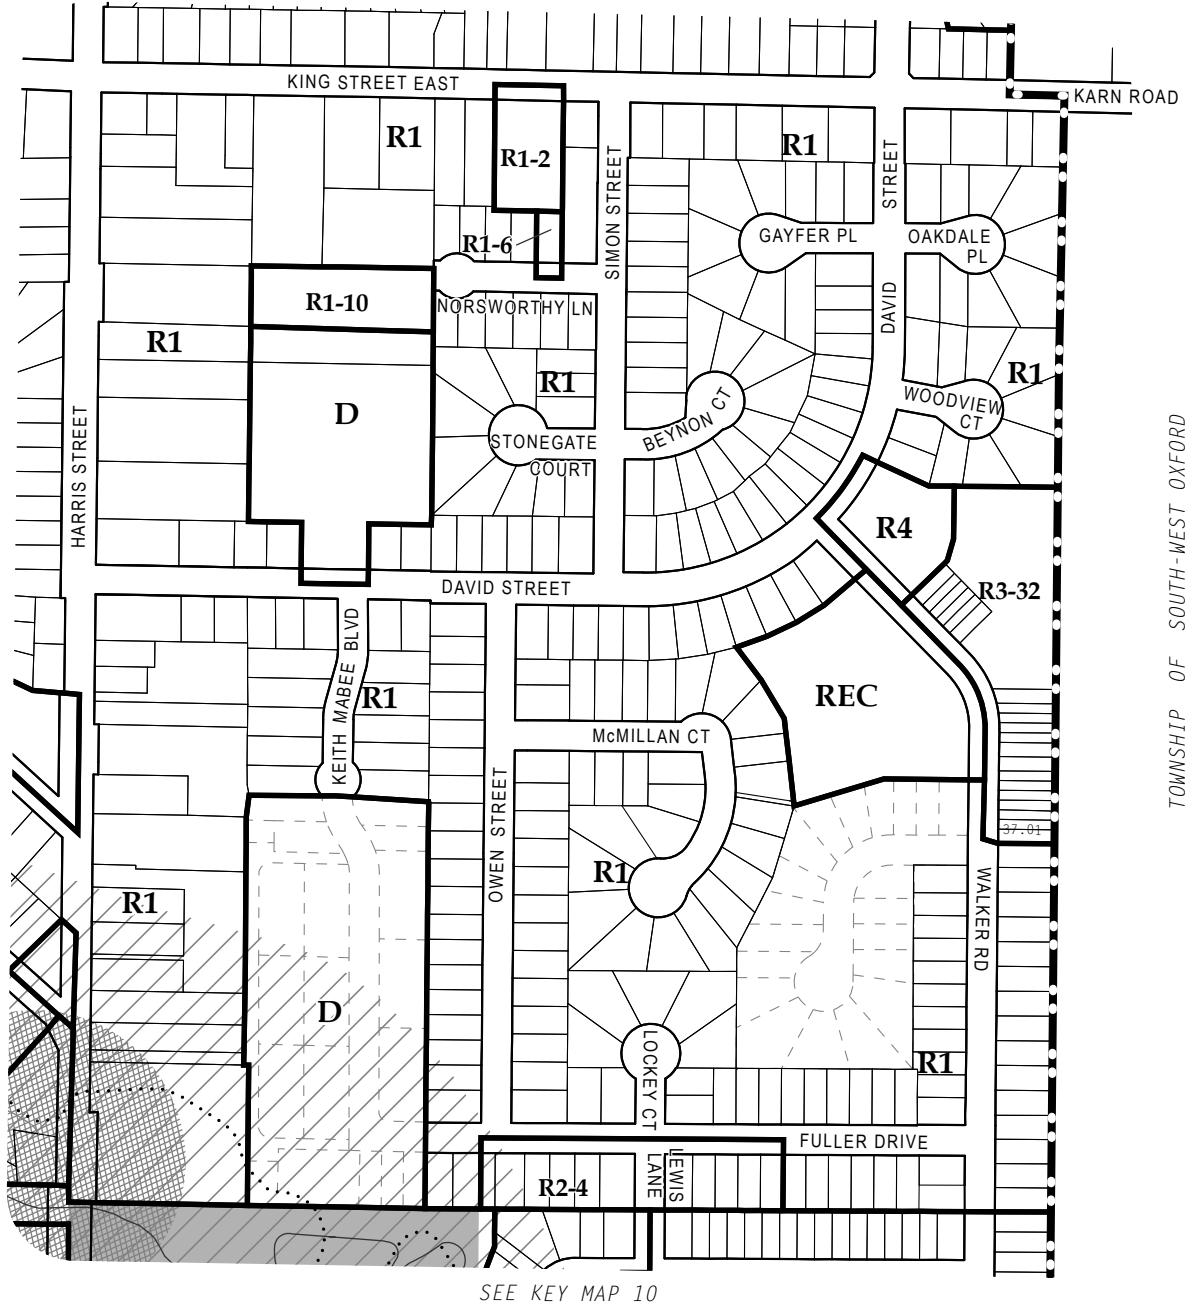 KING STREET EAST
KARN ROAD
R1
R1
R1-2
SIMON STREET
STREET
GAYFER PL
OAKDALE
PL
R1-6
R1-10
NORSWORTHY LN
DAVID
R1
R1
R1
WOODVIEW
CT
D
BEYNON CT
STONEGATE
COURT
HARRIS STREET
R4
TOWNSHIP OF SOUTH-WEST OXFORD
DAVID STREET
R3-32
KEITH MABEE BLVD
R1
REC
McMILLAN CT
OWEN STREET
37.01
R1
R1
WALKER RD
D
LOCKEY CT
R1
FULLER DRIVE
LEWIS
LANE
R2-4
SEE KEY MAP 10